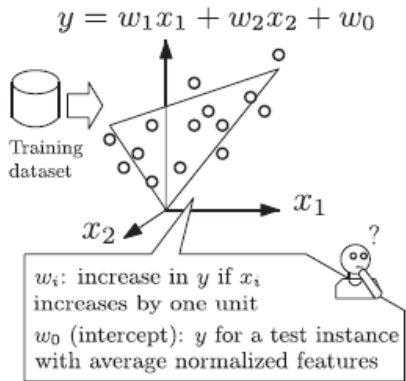 y = w₁x₁ + w₂x₂ + w₀
Training
dataset
x₁
x₂
?
wᵢ: increase in y if xᵢ
increases by one unit
w₀ (intercept): y for a test instance
with average normalized features